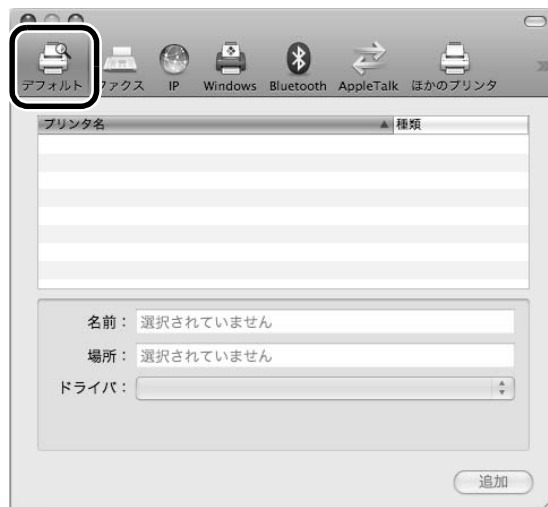 デフォルト ファクス IP Windows Bluetooth AppleTalk ほかのプリンタ
プリンタ名 種類
名前： 選択されていません
場所： 選択されていません
ドライバ：
追加